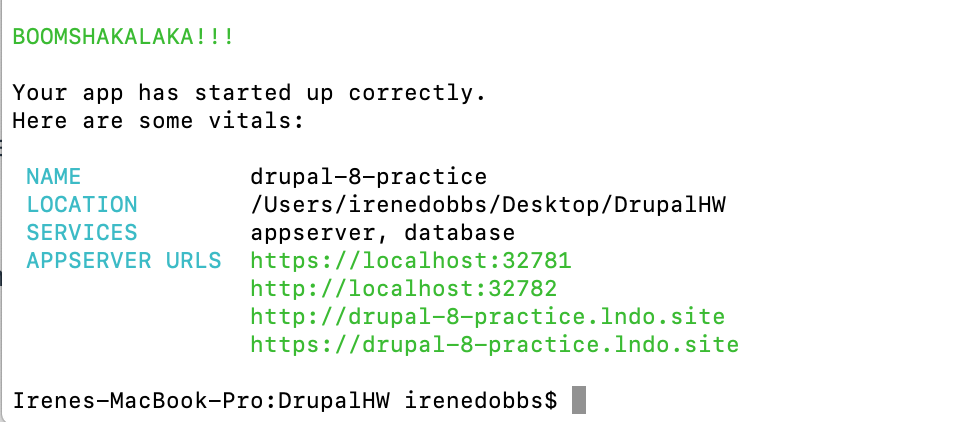 BOOMSHAKALAKA!!!
Your app has started up correctly.
Here are some vitals:
NAME drupal-8-practice
LOCATION /Users/irenedobbs/Desktop/DrupalHW
SERVICES appserver, database
APPSERVER URLS https://localhost:32781
http://localhost:32782
http://drupal-8-practice.lndo.site
https://drupal-8-practice.lndo.site
Irenes-MacBook-Pro:DrupalHW irenedobbs$